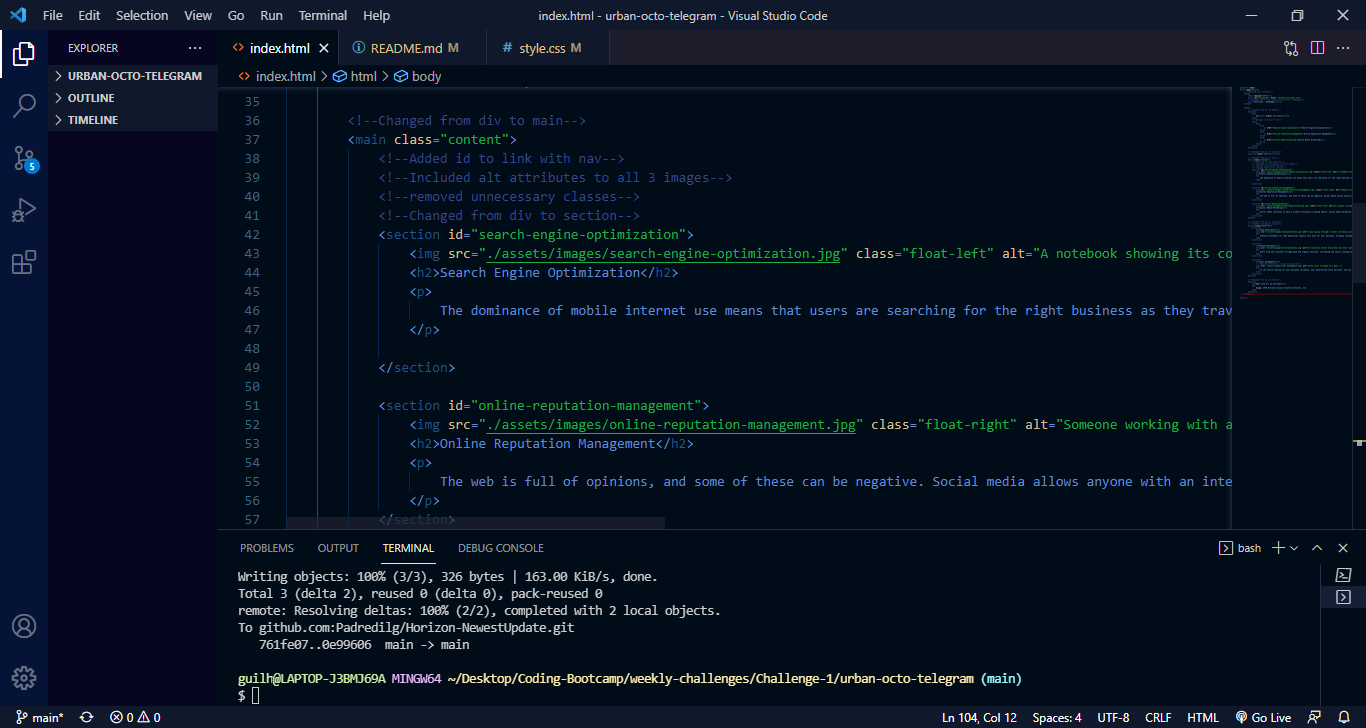 File Edit Selection View Go Run Terminal Help index.html - urban-octo-telegram - Visual Studio Code
EXPLORER
URBAN-OCTO-TELEGRAM
OUTLINE
TIMELINE
5
index.html README.md M # style.css M
index.html > html > body
35
36 <!--Changed from div to main-->
37 <main class="content">
38 <!--Added id to link with nav-->
39 <!--Included alt attributes to all 3 images-->
40 <!--removed unnecessary classes-->
41 <!--Changed from div to section-->
42 <section id="search-engine-optimization">
43 <img src="./assets/images/search-engine-optimization.jpg" class="float-left" alt="A notebook showing its co
44 <h2>Search Engine Optimization</h2>
45 <p>
46 The dominance of mobile internet use means that users are searching for the right business as they trav
47 </p>
48
49 </section>
50
51 <section id="online-reputation-management">
52 <img src="./assets/images/online-reputation-management.jpg" class="float-right" alt="Someone working with a
53 <h2>Online Reputation Management</h2>
54 <p>
55 The web is full of opinions, and some of these can be negative. Social media allows anyone with an inte
56 </p>
57 </section>
PROBLEMS OUTPUT TERMINAL DEBUG CONSOLE bash
Writing objects: 100% (3/3), 326 bytes | 163.00 KiB/s, done.
Total 3 (delta 2), reused 0 (delta 0), pack-reused 0
remote: Resolving deltas: 100% (2/2), completed with 2 local objects.
To github.com:Padredilg/Horizon-NewestUpdate.git
761fe07..0e99606 main -> main
guilh@LAPTOP-J3BMJ69A MINGW64 ~/Desktop/Coding-Bootcamp/weekly-challenges/Challenge-1/urban-octo-telegram (main)
$
main* 0 0 Ln 104, Col 12 Spaces: 4 UTF-8 CRLF HTML Go Live